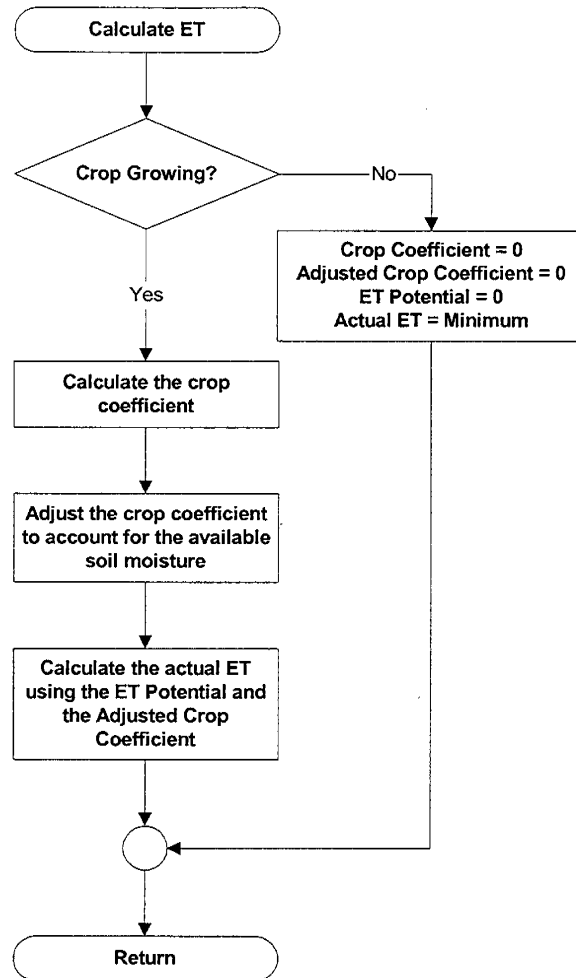 Calculate ET
Crop Growing?
No
Crop Coefficient = 0
Adjusted Crop Coefficient = 0
ET Potential = 0
Actual ET = Minimum
Yes
Calculate the crop
coefficient
Adjust the crop coefficient
to account for the available
soil moisture
Calculate the actual ET
using the ET Potential and
the Adjusted Crop
Coefficient
Return